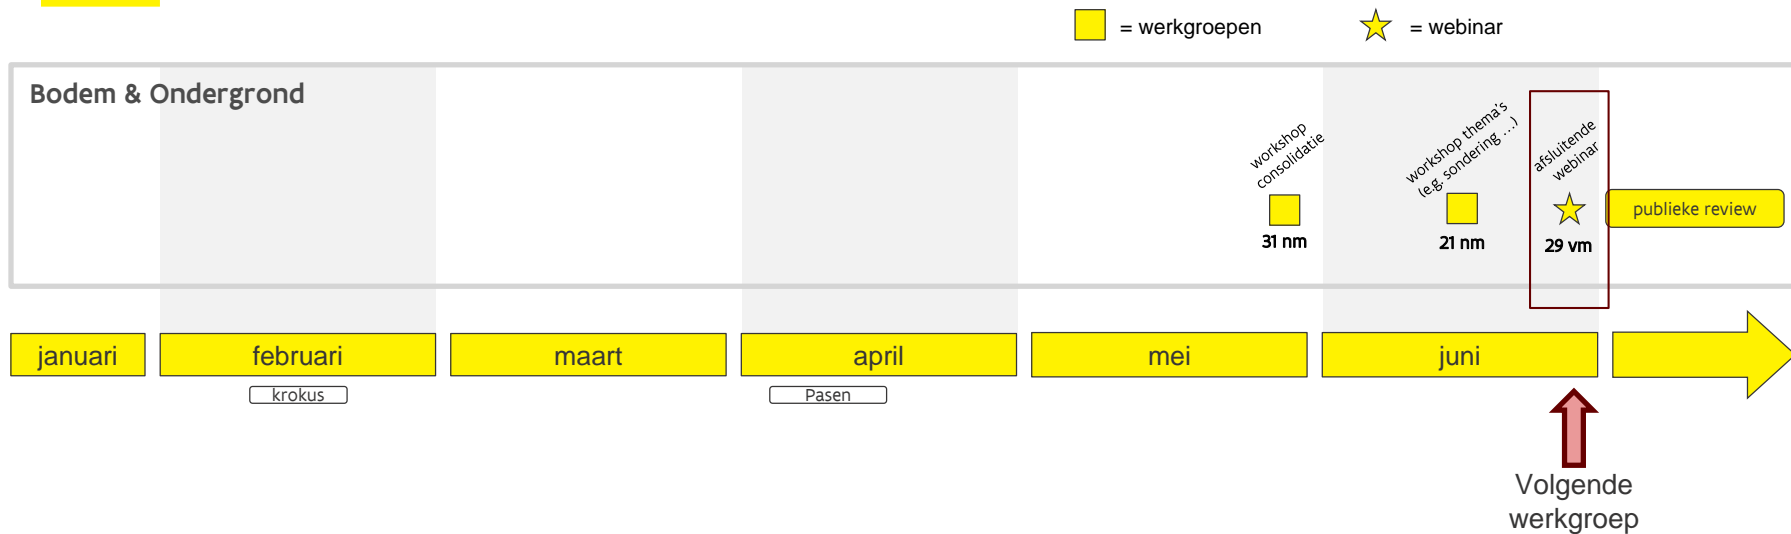 = werkgroepen
= webinar
Bodem & Ondergrond
workshop
consolidatie
31 nm
workshop thema's
(e.g. sondering ...)
21 nm
afsluitende
webinar
29 vm
publieke review
januari
februari
maart
april
mei
juni
krokus
Pasen
Volgende
werkgroep